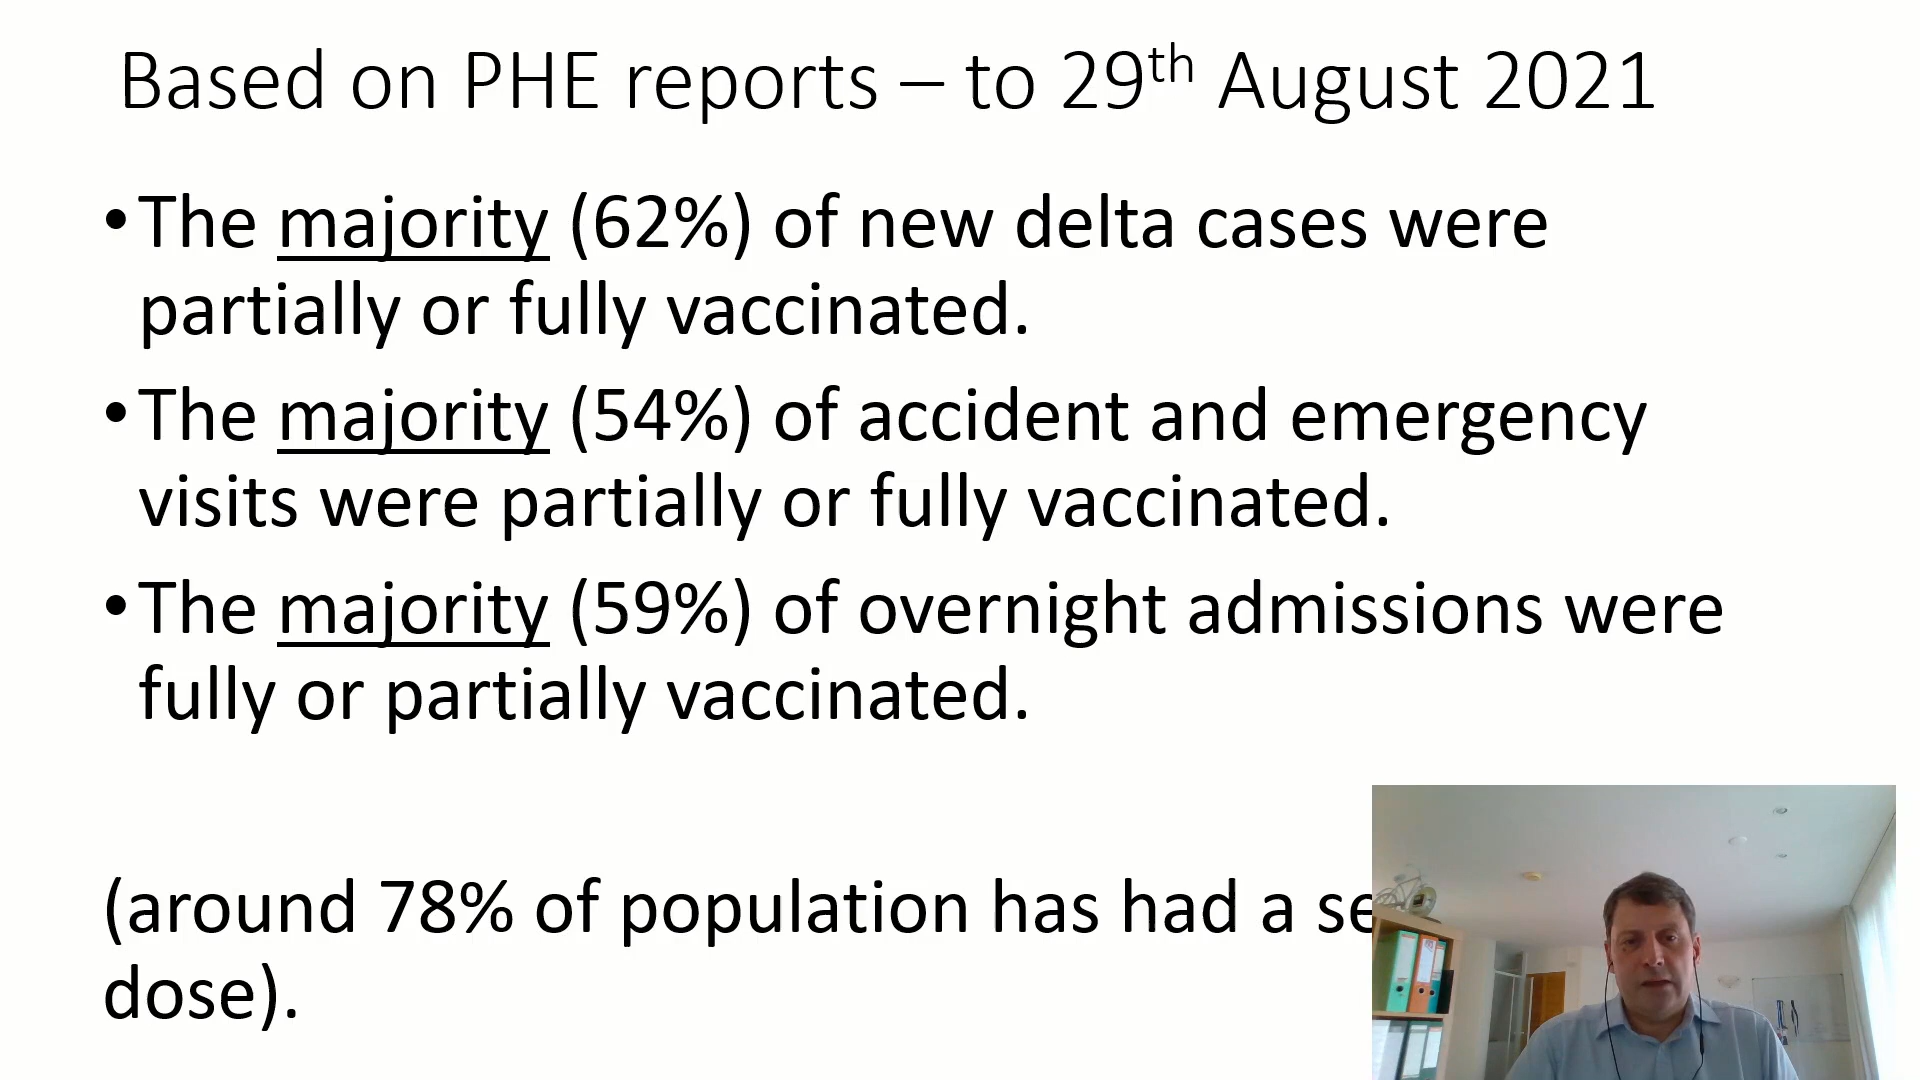 Based on PHE reports – to 29th August 2021
•The majority (62%) of new delta cases were
partially or fully vaccinated.
•The majority (54%) of accident and emergency
visits were partially or fully vaccinated.
•The majority (59%) of overnight admissions were
fully or partially vaccinated.
(around 78% of population has had a
dose).